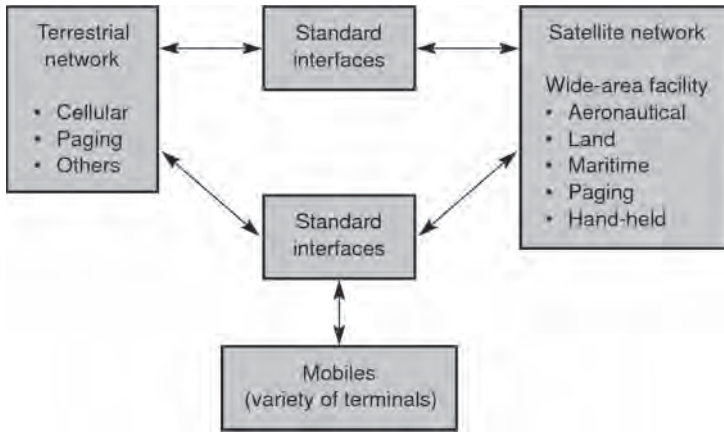 Terrestrial
network
• Cellular
• Paging
• Others
Standard
interfaces
Satellite network
Wide-area facility
• Aeronautical
• Land
• Maritime
• Paging
• Hand-held
Standard
interfaces
Mobiles
(variety of terminals)